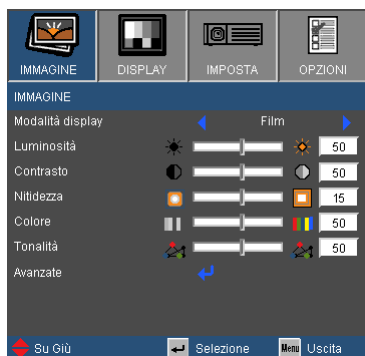 IMMAGINE DISPLAY IMPOSTA OPZIONI
IMMAGINE
Modalità display Film
Luminosità 50
Contrasto 50
Nitidezza 15
Colore 50
Tonalità 50
Avanzate
Su Giù Selezione Menu Uscita